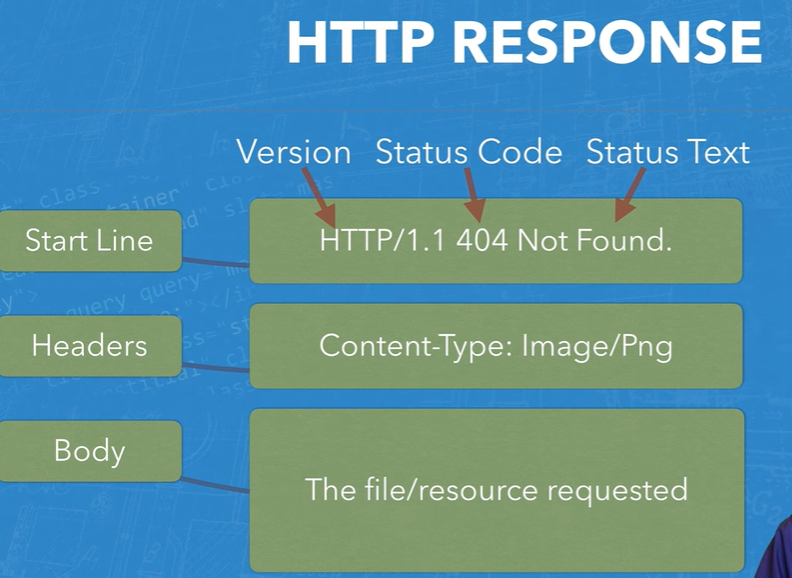 HTTP RESPONSE
Version Status Code Status Text
Start Line
HTTP/1.1 404 Not Found.
Headers
Content-Type: Image/Png
Body
The file/resource requested